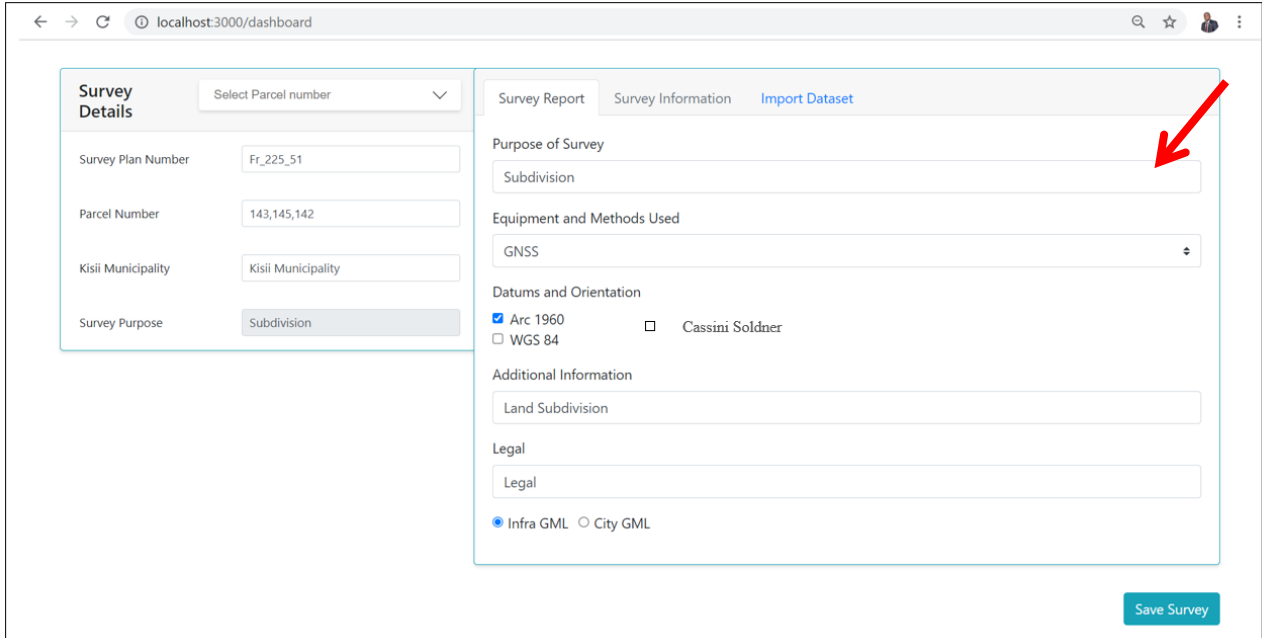 localhost:3000/dashboard
Survey Details
Select Parcel number
Survey Plan Number
Fr_225_51
Parcel Number
143,145,142
Kisii Municipality
Kisii Municipality
Survey Purpose
Subdivision
Survey Report
Survey Information
Import Dataset
Purpose of Survey
Subdivision
Equipment and Methods Used
GNSS
Datums and Orientation
Arc 1960
Cassini Soldner
WGS 84
Additional Information
Land Subdivision
Legal
Legal
Infra GML City GML
Save Survey